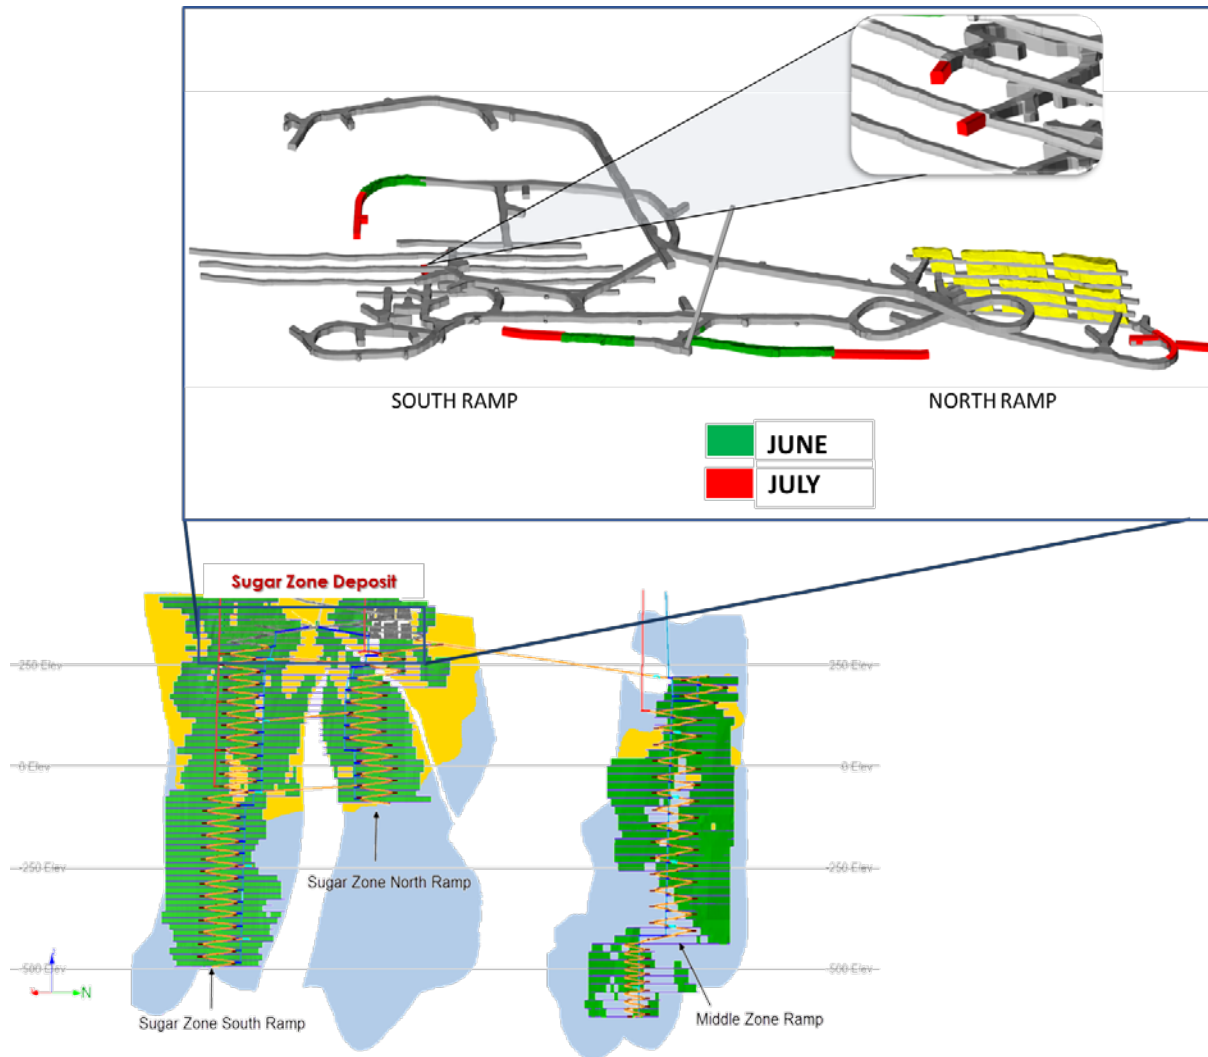 SOUTH RAMP
NORTH RAMP
JUNE
JULY
Sugar Zone Deposit
250 Elev
250 Elev
0 Elev
0 Elev
Sugar Zone North Ramp
-250 Elev
-250 Elev
-500 Elev
-500 Elev
N
Sugar Zone South Ramp
Middle Zone Ramp